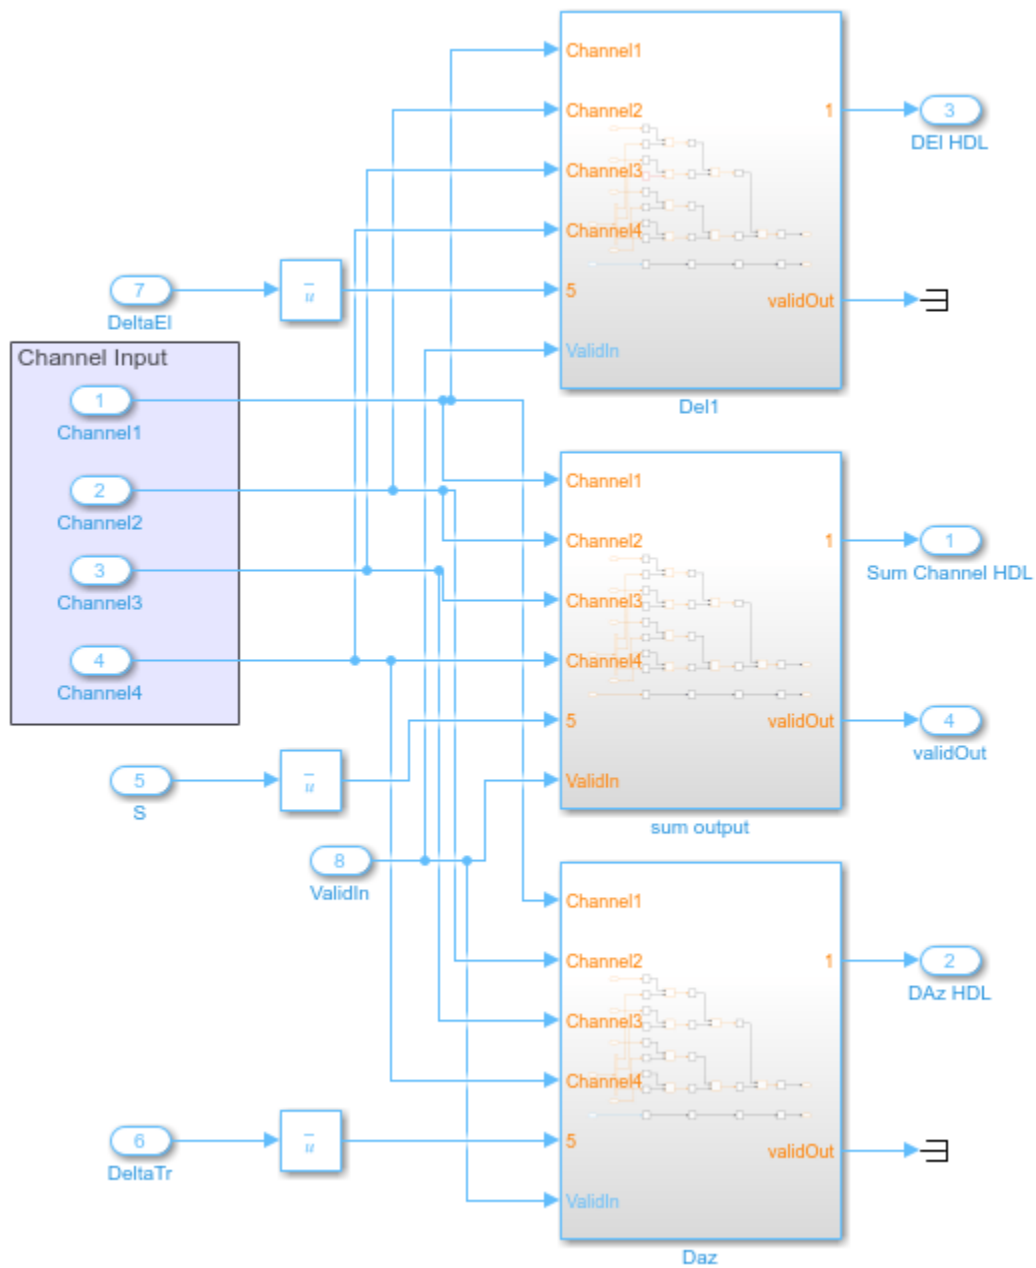 Channel1
Channel2
Channel3
Channel4
5
ValidIn
1
validOut
Del1
3
DEl HDL
7
DeltaEl
u
Channel Input
1
Channel1
2
Channel2
3
Channel3
4
Channel4
Channel1
Channel2
Channel3
Channel4
5
ValidIn
1
validOut
sum output
1
Sum Channel HDL
4
validOut
5
S
u
8
ValidIn
Channel1
Channel2
Channel3
Channel4
5
ValidIn
1
validOut
Daz
2
DAz HDL
6
DeltaTr
u